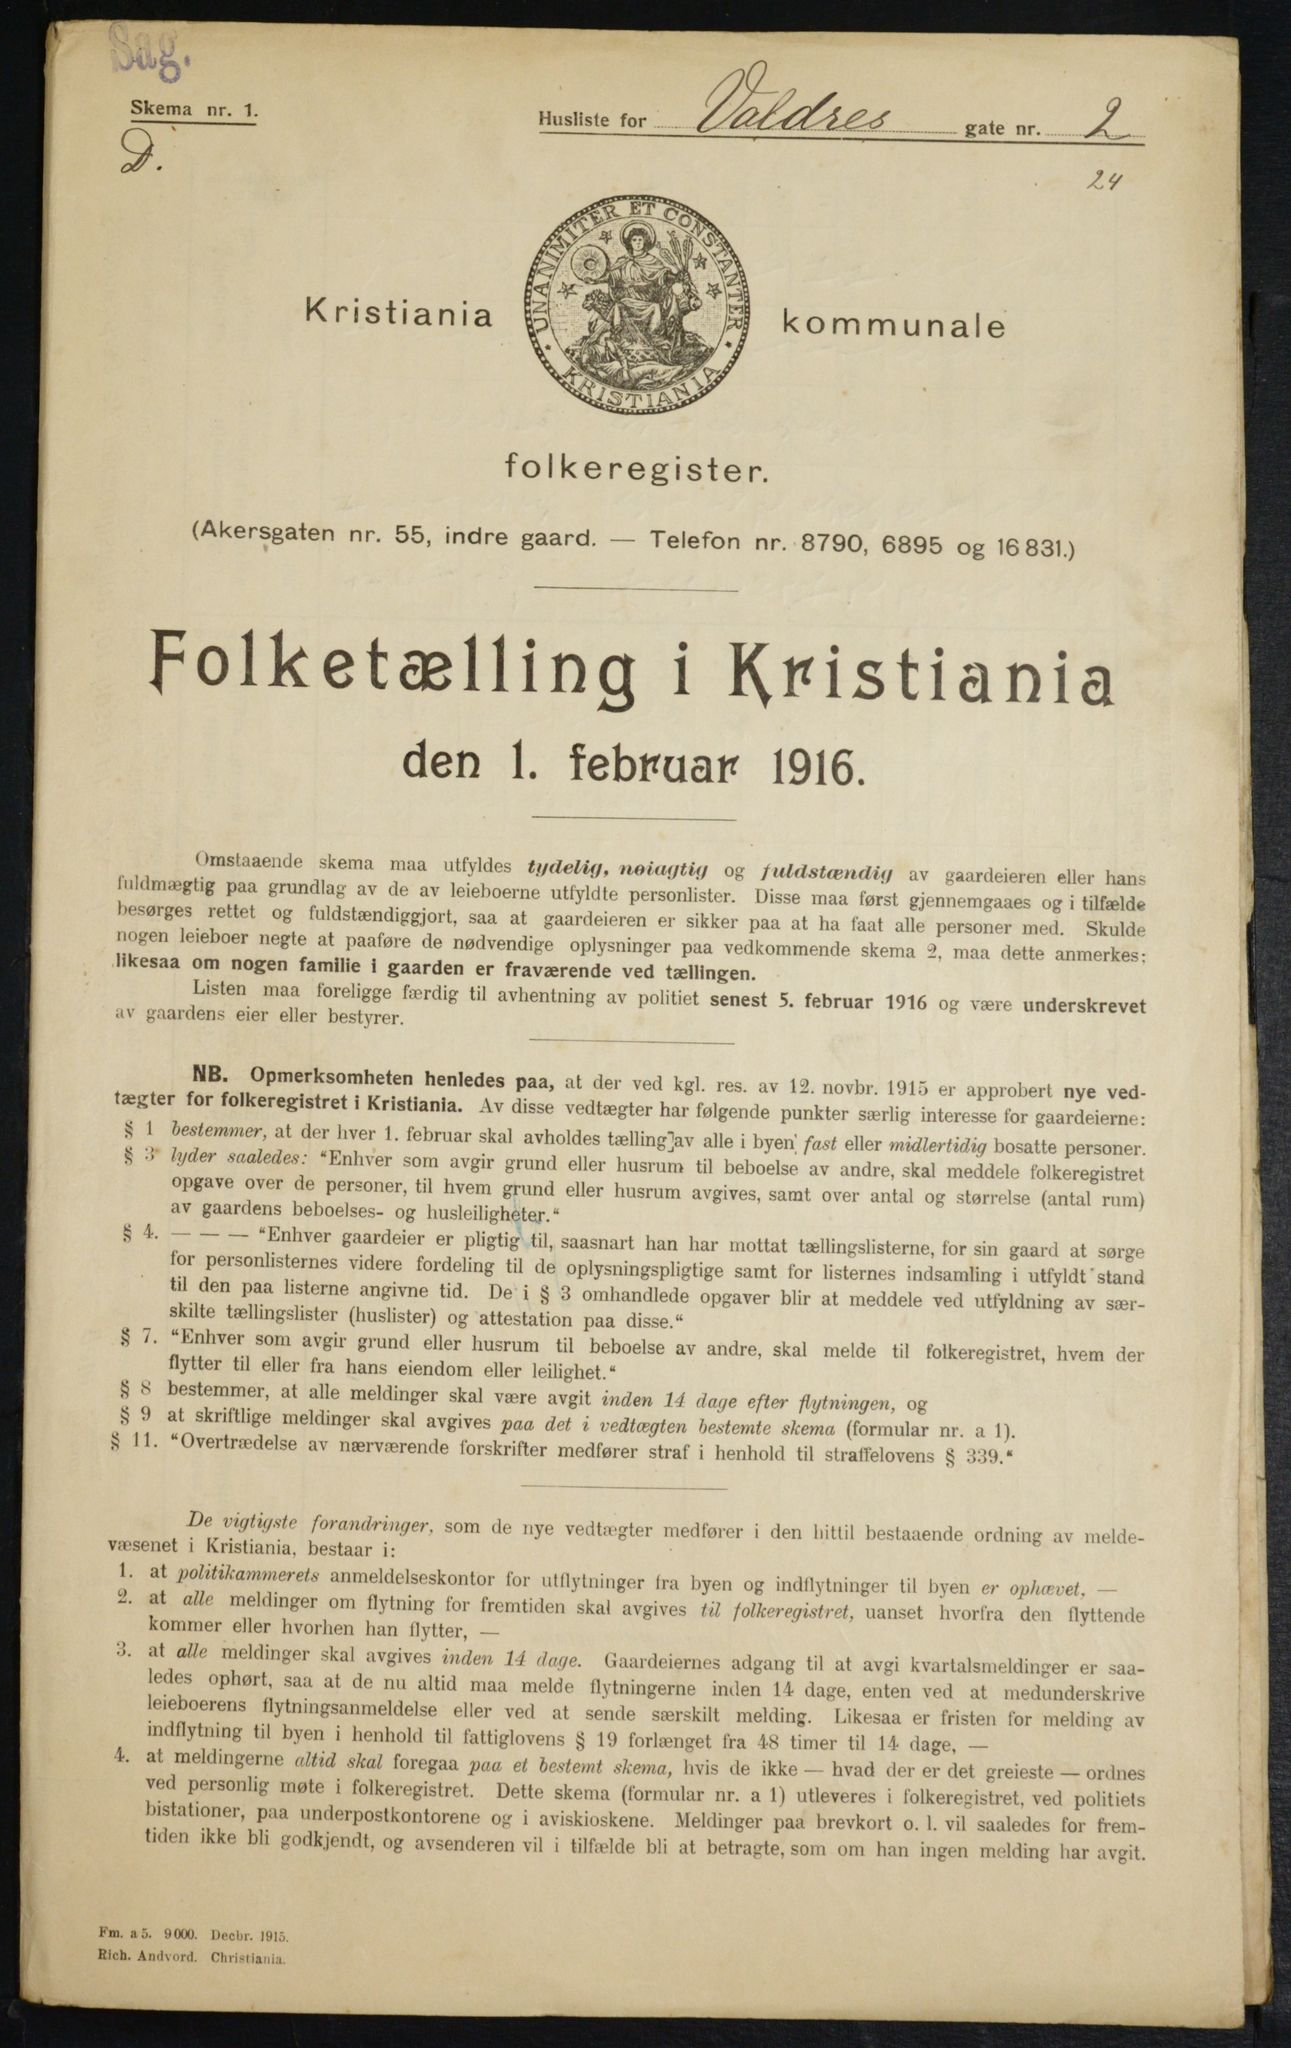 Sag.
Skema nr. 1.
D.
Husliste for Valdres gate nr. 2
24
UNANIMITER ET CONSTANTER
KRISTIANIA
Kristiania kommunale
folkeregister.
(Akersgaten nr. 55, indre gaard. — Telefon nr. 8790, 6895 og 16 831.)
Folketælling i Kristiania
den 1. februar 1916.
Omstaaende skema maa utfyldes tydelig, nøiagtig og fuldstændig av gaardeieren eller hans
fuldmægtig paa grundlag av de av leieboerne utfyldte personlister. Disse maa først gjennemgaaes og i tilfælde
besørges rettet og fuldstændiggjort, saa at gaardeieren er sikker paa at ha faat alle personer med. Skulde
nogen leieboer negte at paaføre de nødvendige oplysninger paa vedkommende skema 2, maa dette anmerkes;
likesaa om nogen familie i gaarden er fraværende ved tællingen.
Listen maa foreligge færdig til avhentning av politiet senest 5. februar 1916 og være underskrevet
av gaardens eier eller bestyrer.
NB. Opmerksomheten henledes paa, at der ved kgl. res. av 12. novbr. 1915 er approbert nye ved-
tægter for folkeregistret i Kristiania. Av disse vedtægter har følgende punkter særlig interesse for gaardeierne:
§ 1 bestemmer, at der hver 1. februar skal avholdes tælling av alle i byen fast eller midlertidig bosatte personer.
§ 3 lyder saaledes: “Enhver som avgir grund eller husrum til beboelse av andre, skal meddele folkeregistret
opgave over de personer, til hvem grund eller husrum avgives, samt over antal og størrelse (antal rum)
av gaardens beboelses- og husleiligheter.“
§ 4. — — — “Enhver gaardeier er pligtig til, saasnart han har mottat tællingslisterne, for sin gaard at sørge
for personlisternes videre fordeling til de oplysningspligtige samt for listernes indsamling i utfyldt stand
til den paa listerne angivne tid. De i § 3 omhandlede opgaver blir at meddele ved utfyldning av sær-
skilte tællingslister (huslister) og attestation paa disse.“
§ 7. “Enhver som avgir grund eller husrum til beboelse av andre, skal melde til folkeregistret, hvem der
flytter til eller fra hans eiendom eller leilighet.“
§ 8 bestemmer, at alle meldinger skal være avgit inden 14 dage efter flytningen, og
§ 9 at skriftlige meldinger skal avgives paa det i vedtægten bestemte skema (formular nr. a 1).
§ 11. “Overtrædelse av nærværende forskrifter medfører straf i henhold til straffelovens § 339.“
De vigtigste forandringer, som de nye vedtægter medfører i den hittil bestaaende ordning av melde-
væsenet i Kristiania, bestaar i:
1. at politikammerets anmeldelseskontor for utflytninger fra byen og indflytninger til byen er ophævet, —
2. at alle meldinger om flytning for fremtiden skal avgives til folkeregistret, uanset hvorfra den flyttende
kommer eller hvorhen han flytter, —
3. at alle meldinger skal avgives inden 14 dage. Gaardeiernes adgang til at avgi kvartalsmeldinger er saa-
ledes ophørt, saa at de nu altid maa melde flytningerne inden 14 dage, enten ved at medunderskrive
leieboerens flytningsanmeldelse eller ved at sende særskilt melding. Likesaa er fristen for melding av
indflytning til byen i henhold til fattiglovens § 19 forlænget fra 48 timer til 14 dage, —
4. at meldingerne altid skal foregaa paa et bestemt skema, hvis de ikke — hvad der er det greieste — ordnes
ved personlig møte i folkeregistret. Dette skema (formular nr. a 1) utleveres i folkeregistret, ved politiets
bistationer, paa underpostkontorene og i aviskioskene. Meldinger paa brevkort o. l. vil saaledes for frem-
tiden ikke bli godkjendt, og avsenderen vil i tilfælde bli at betragte, som om han ingen melding har avgit.
Fm. a 5. 9 000. Decbr. 1915.
Rich. Andvord. Christiania.